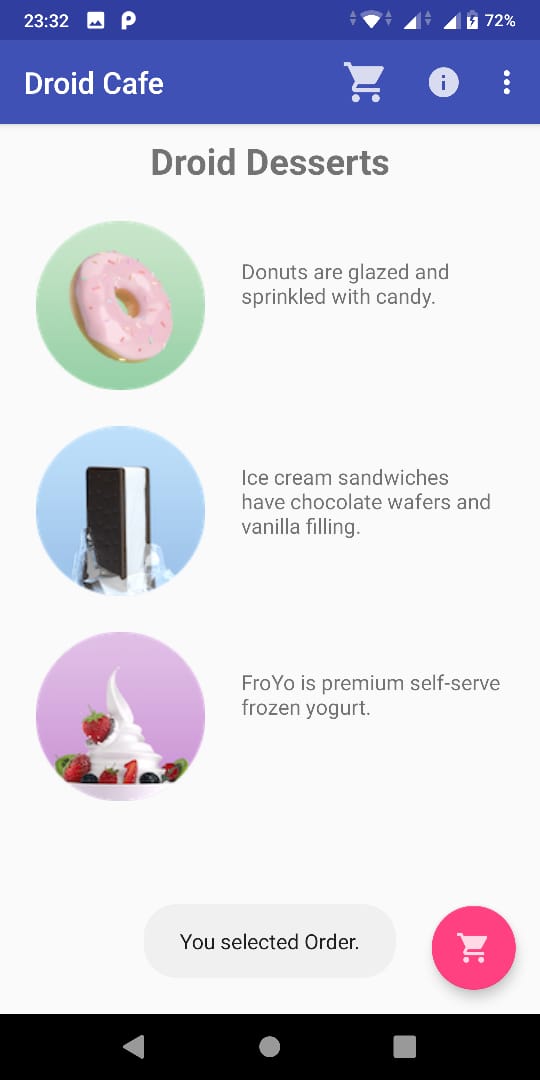 23:32
72%
Droid Cafe
Droid Desserts
Donuts are glazed and
sprinkled with candy.
Ice cream sandwiches
have chocolate wafers and
vanilla filling.
FroYo is premium self-serve
frozen yogurt.
You selected Order.